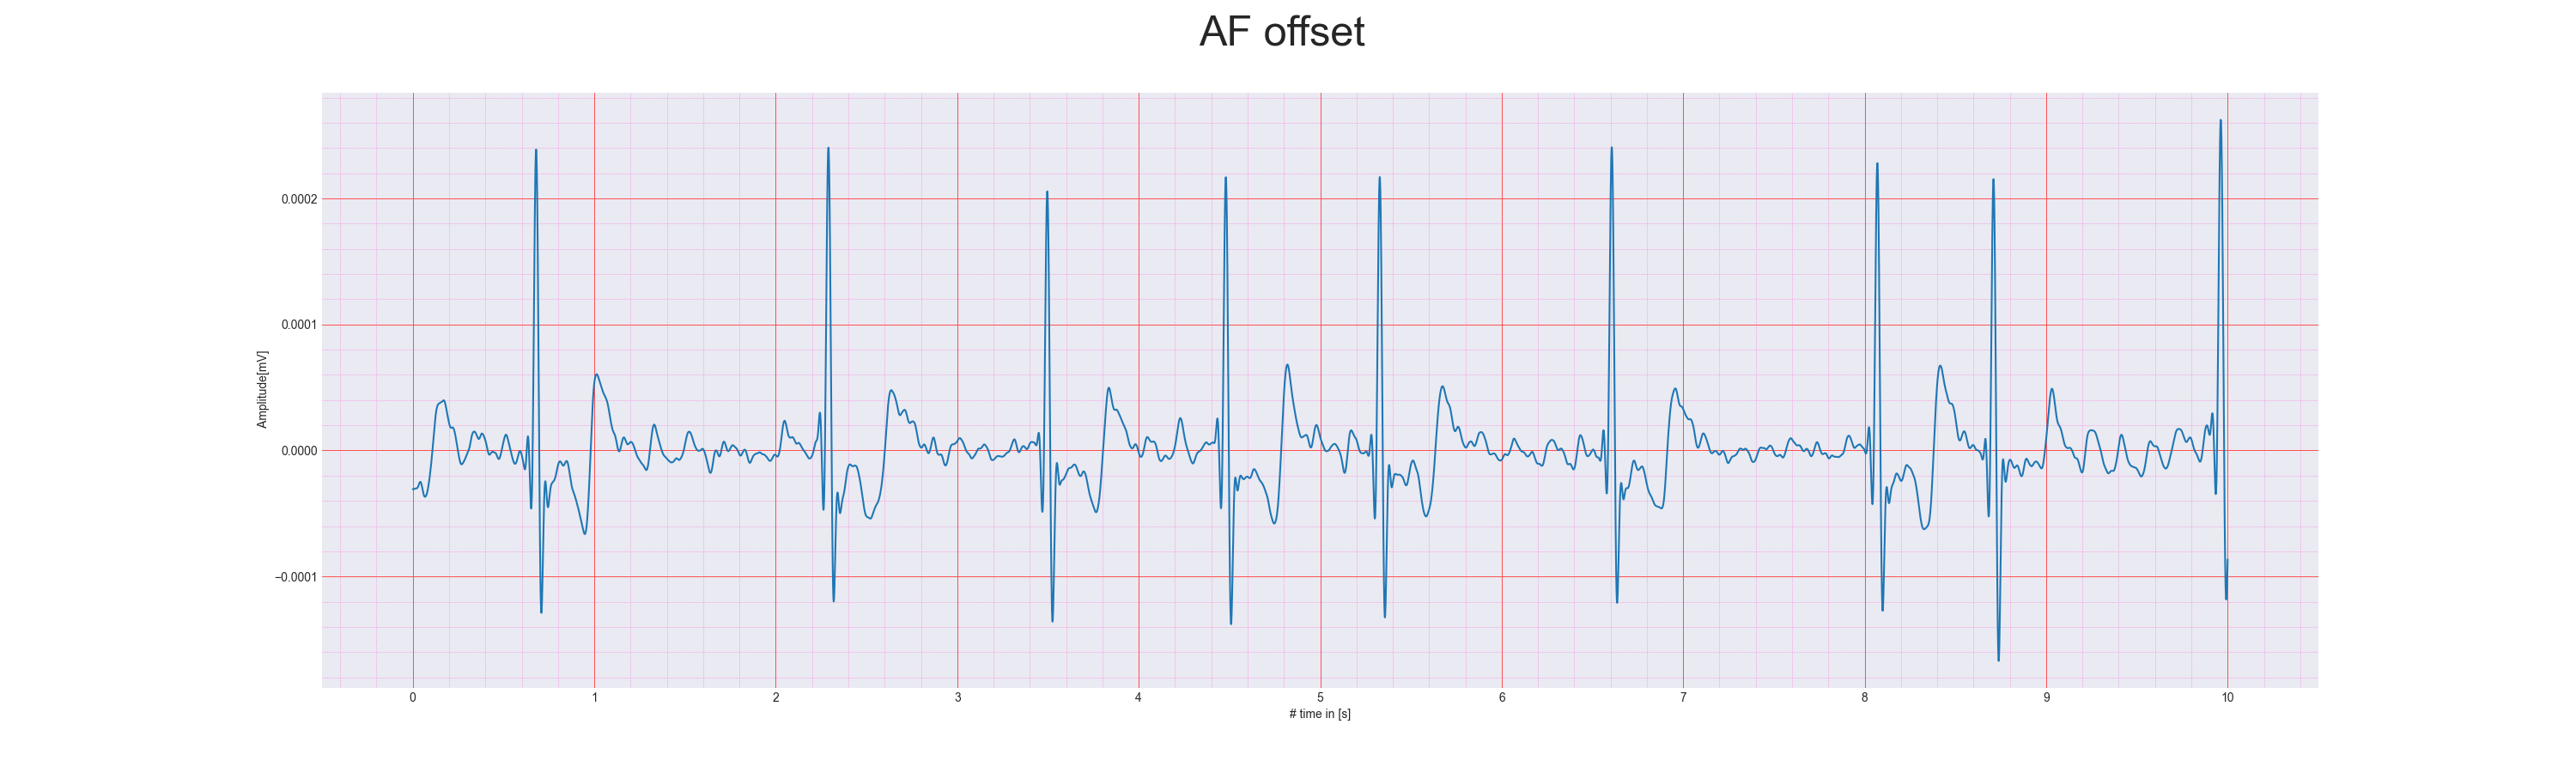 AF offset
0.0002
0.0001
0.0000
−0.0001
Amplitude[mV]
0 1 2 3 4 5 6 7 8 9 10
# time in [s]